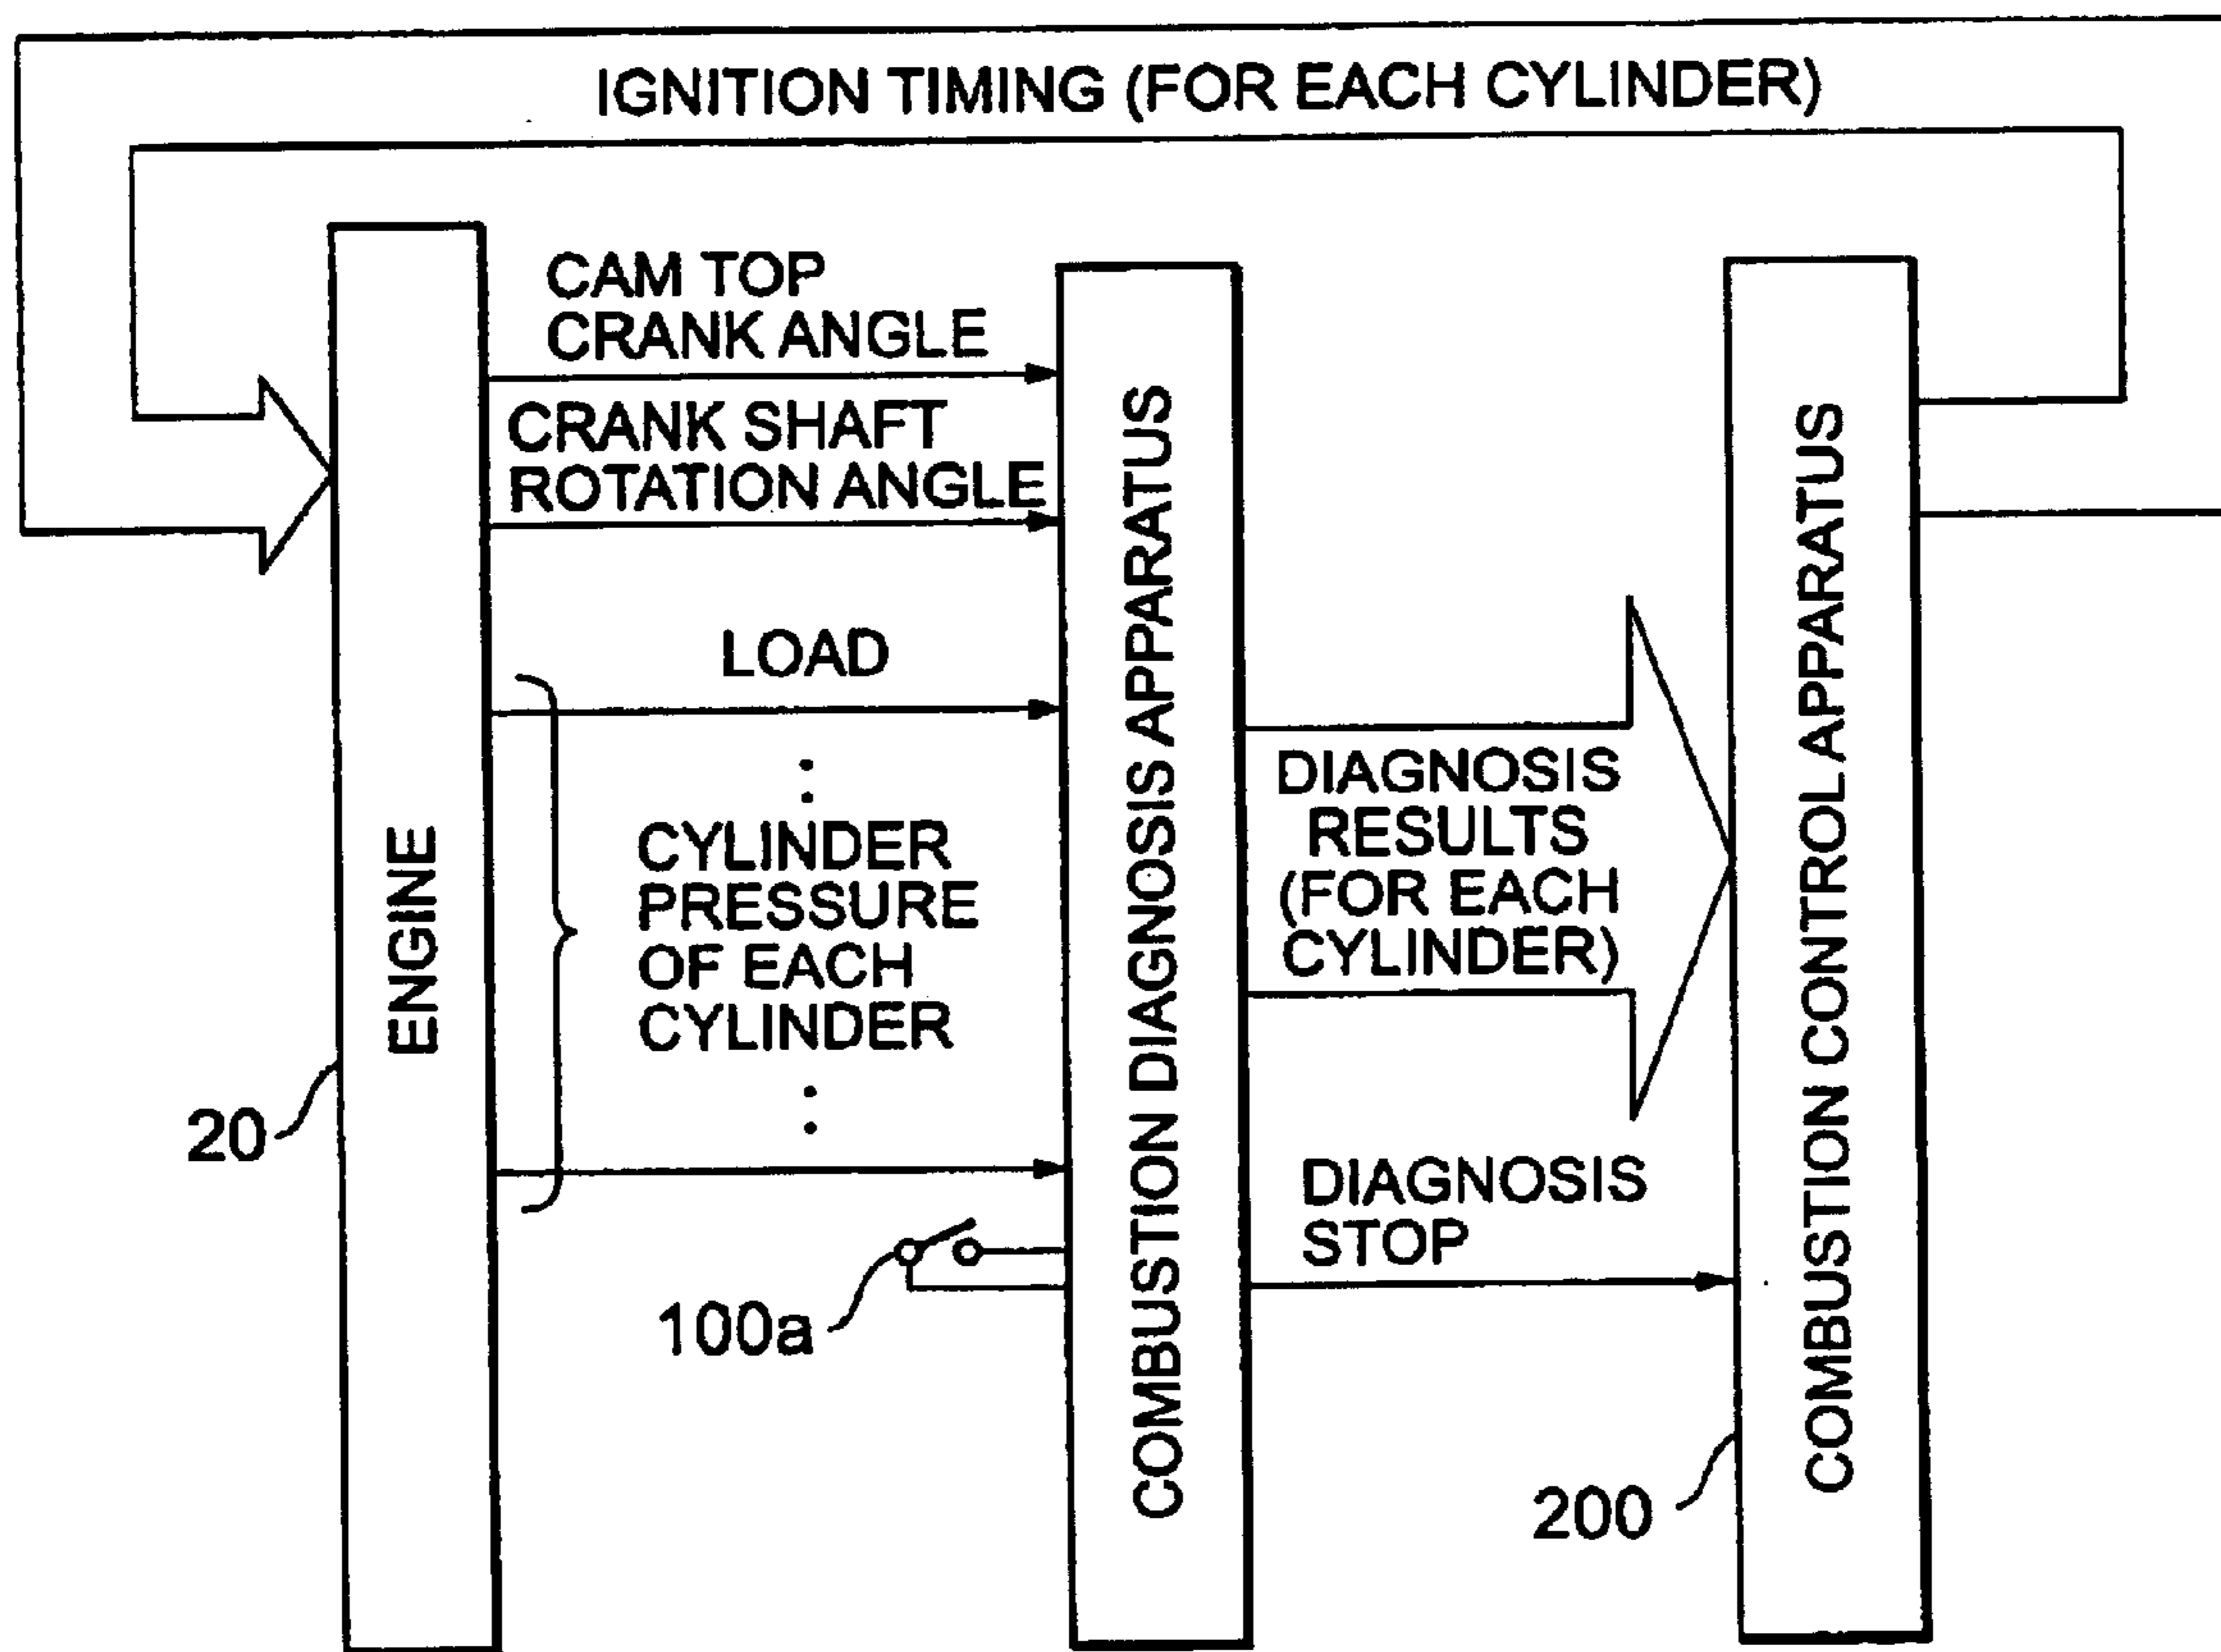 IGNITION TIMING (FOR EACH CYLINDER)
CAM TOP
CRANK ANGLE
CRANK SHAFT
ROTATION ANGLE
LOAD
CYLINDER
PRESSURE
OF EACH
CYLINDER
ENGINE
20
100a
COMBUSTION DIAGNOSIS APPARATUS
DIAGNOSIS
RESULTS
(FOR EACH
CYLINDER)
DIAGNOSIS
STOP
200
COMBUSTION CONTROL APPARATUS